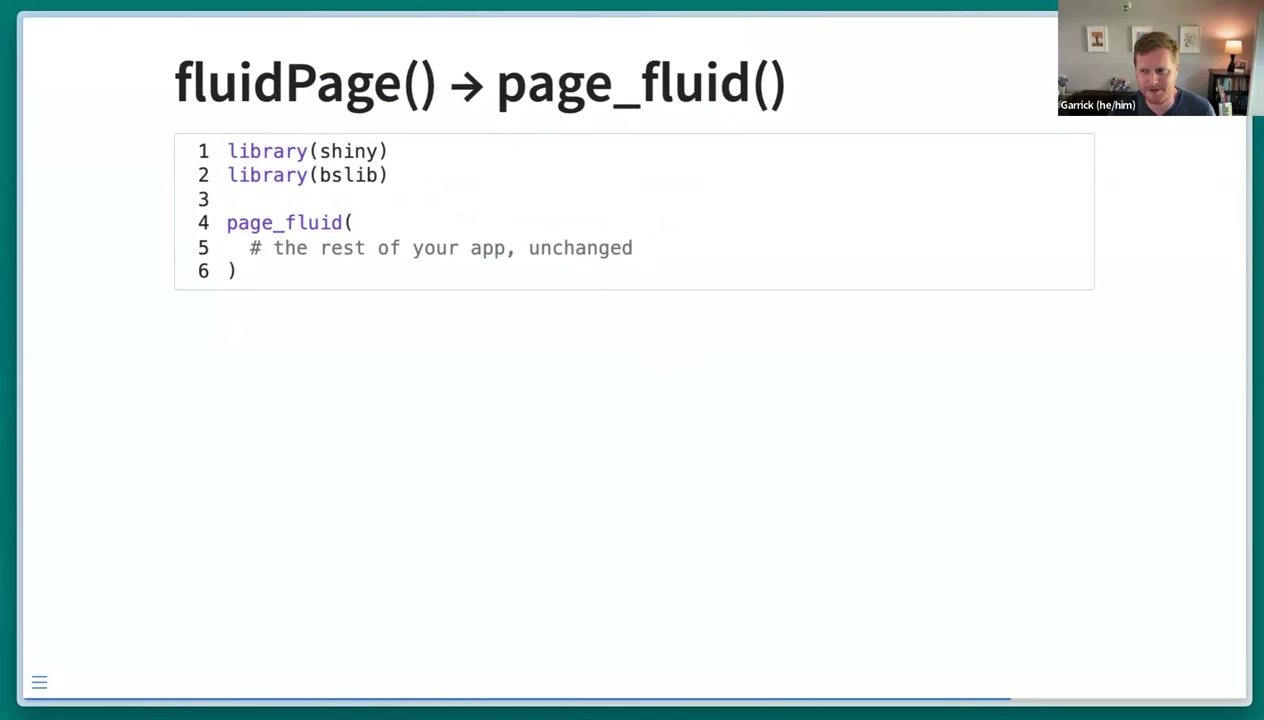 fluidPage() → page_fluid()
1 library(shiny)
2 library(bslib)
3
4 page_fluid(
5   # the rest of your app, unchanged
6 )
Garrick (he/him)